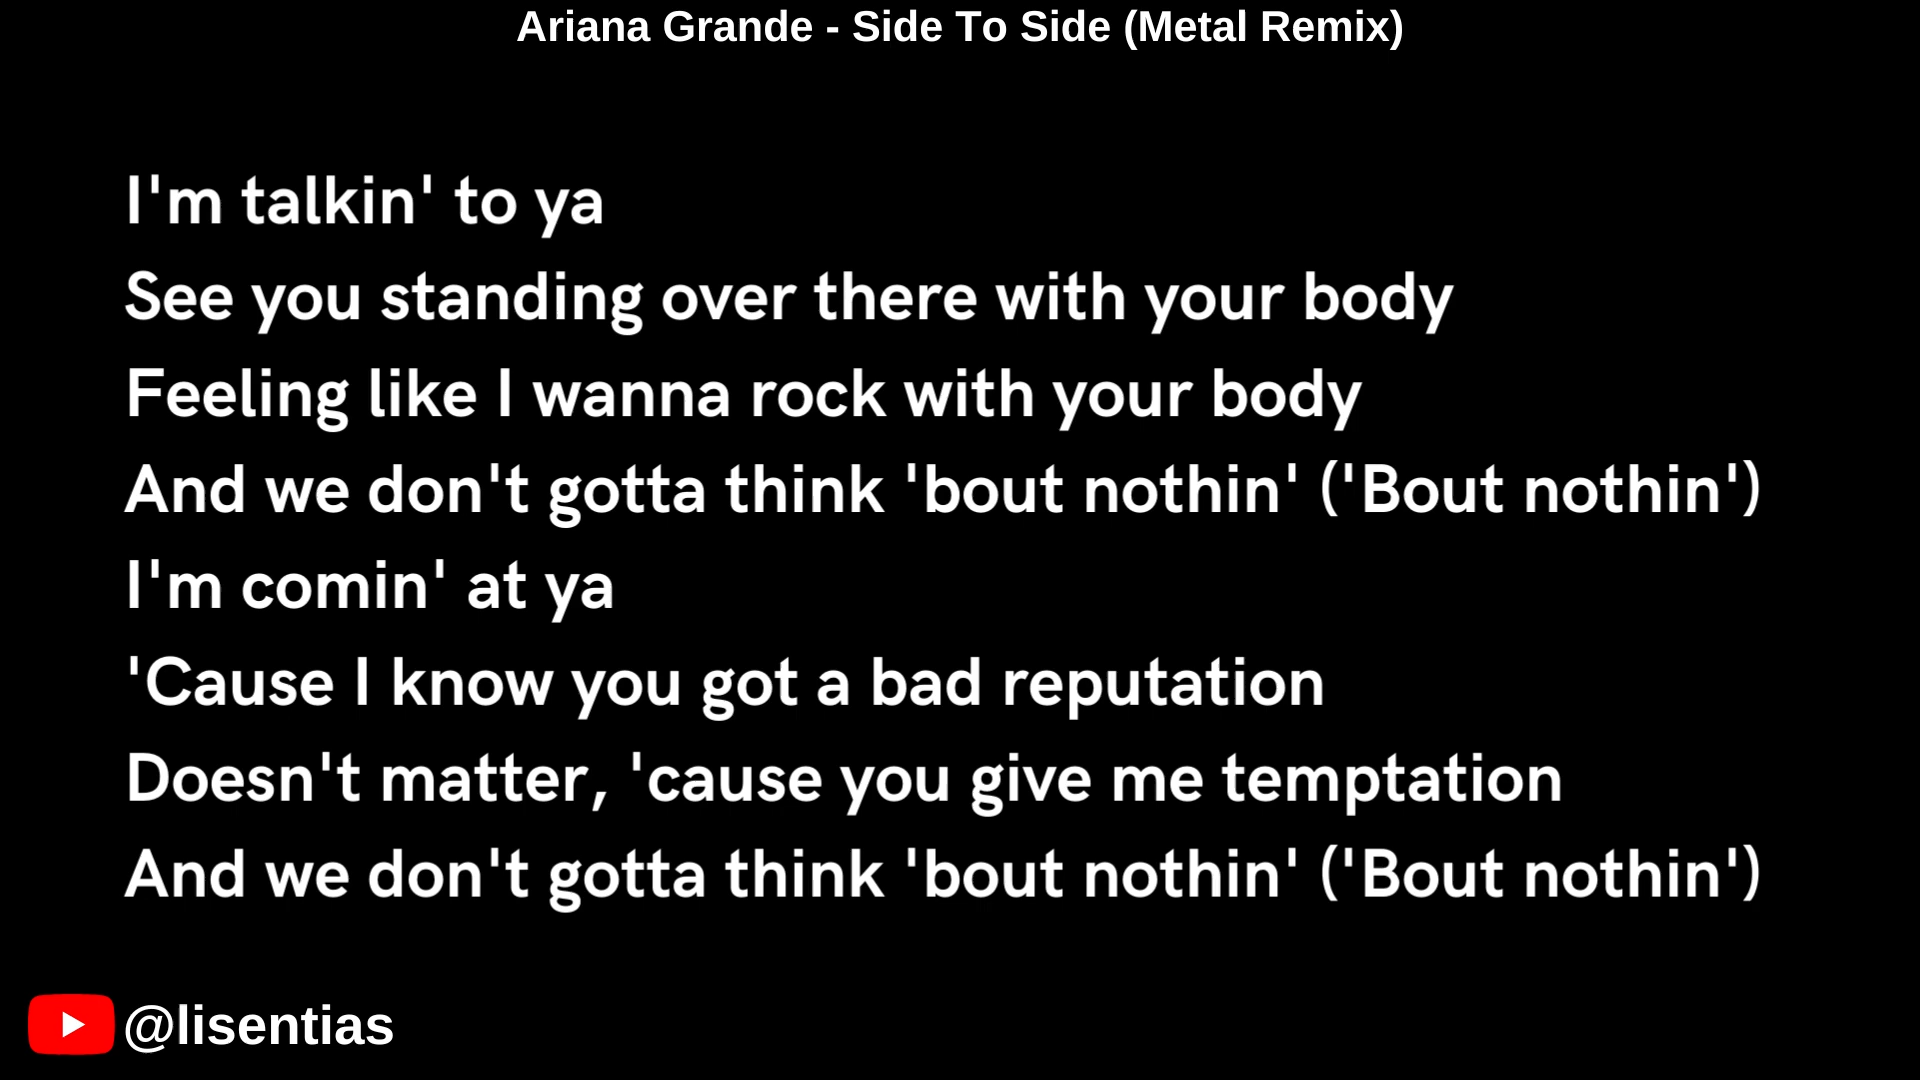 Ariana Grande - Side To Side (Metal Remix)
I'm talkin' to ya
See you standing over there with your body
Feeling like I wanna rock with your body
And we don't gotta think 'bout nothin' ('Bout nothin')
I'm comin' at ya
'Cause I know you got a bad reputation
Doesn't matter, 'cause you give me temptation
And we don't gotta think 'bout nothin' ('Bout nothin')
@lisentias